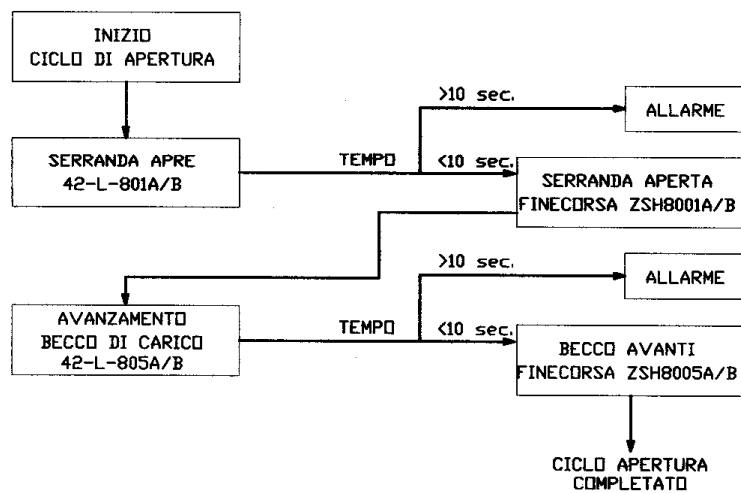 INIZIO
CICLO DI APERTURA
>10 sec.
ALLARME
SERRANDA APRE
42-L-801A/B
TEMPO
<10 sec.
SERRANDA APERTA
FINECORSA ZSH8001A/B
>10 sec.
ALLARME
AVANZAMENTO
BECCO DI CARICO
42-L-805A/B
TEMPO
<10 sec.
BECCO AVANTI
FINECORSA ZSH8005A/B
CICLO APERTURA
COMPLETATO